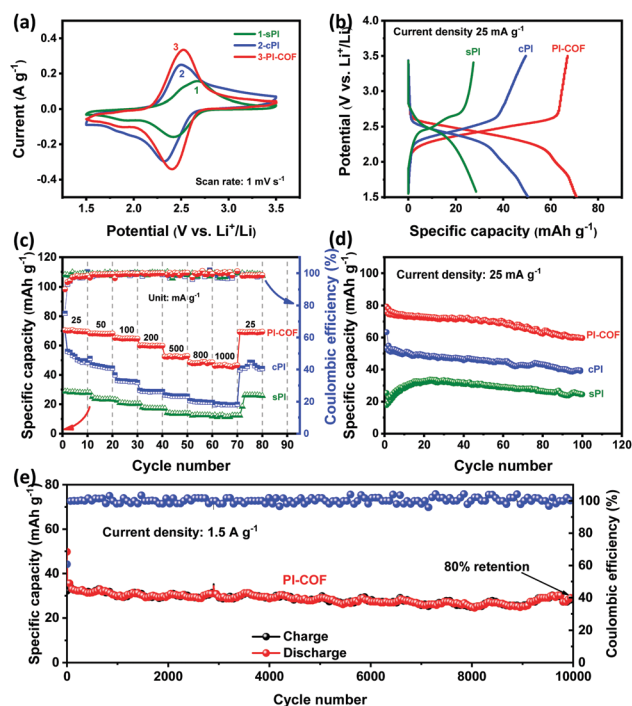 (a)
0.4
0.2
0.0
-0.2
-0.4
Current (A g⁻¹)
1-sPI
2-cPI
3-PI-COF
3
2
1
Scan rate: 1 mV s⁻¹
1.5 2.0 2.5 3.0 3.5
Potential (V vs. Li⁺/Li)
(b)
Potential (V vs. Li⁺/Li)
3.5
3.0
2.5
2.0
1.5
Current density 25 mA g⁻¹
sPI cPI PI-COF
0 20 40 60 80
Specific capacity (mAh g⁻¹)
(c)
Specific capacity (mAh g⁻¹)
120
100
80
60
40
20
0
Unit: mA g⁻¹
25 50 100 200 500 800 1000 25
PI-COF
cPI
sPI
100
80
60
40
20
0
Coulombic efficiency (%)
0 10 20 30 40 50 60 70 80 90
Cycle number
(d)
Specific capacity (mAh g⁻¹)
100
80
60
40
20
0
Current density: 25 mA g⁻¹
PI-COF
cPI
sPI
0 20 40 60 80 100
Cycle number
(e)
Specific capacity (mAh g⁻¹)
80
60
40
20
0
Current density: 1.5 A g⁻¹
PI-COF
80% retention
Charge
Discharge
100
80
60
40
20
0
Coulombic efficiency (%)
0 2000 4000 6000 8000 10000
Cycle number